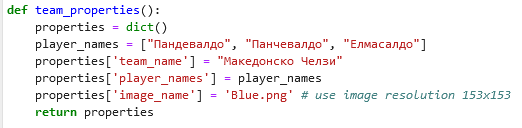 def team_properties():
    properties = dict()
    player_names = ["Пандевалдо", "Панчевалдо", "Елмасалдо"]
    properties['team_name'] = "Македонско Челзи"
    properties['player_names'] = player_names
    properties['image_name'] = 'Blue.png' # use image resolution 153x153
    return properties